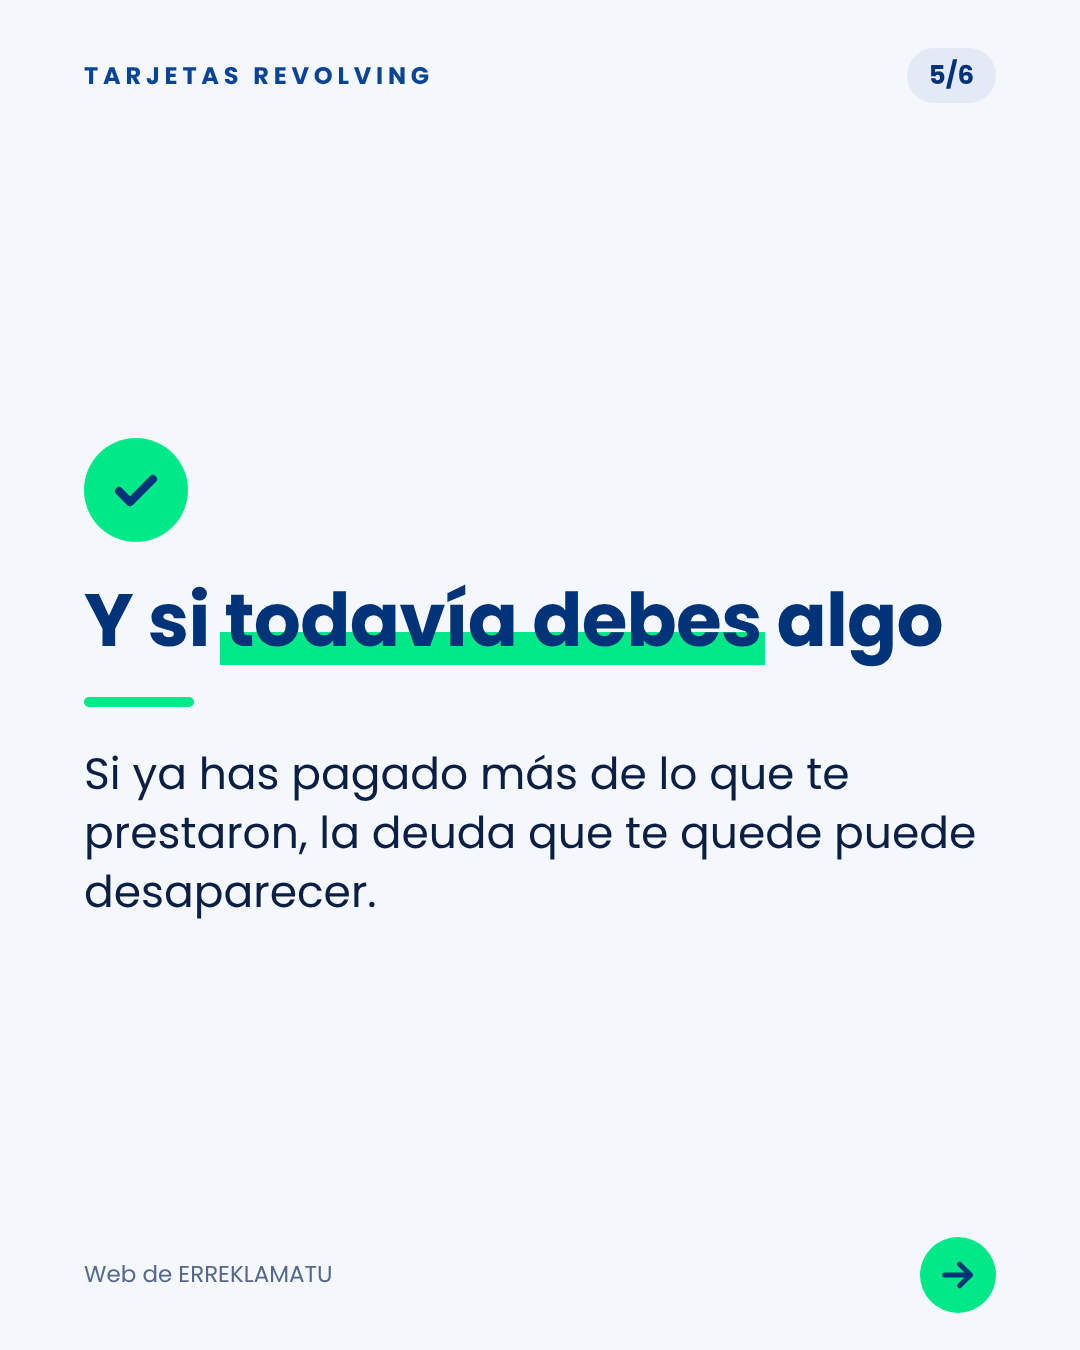 TARJETAS REVOLVING
5/6
Y si todavía debes algo
Si ya has pagado más de lo que te
prestaron, la deuda que te quede puede
desaparecer.
Web de ERREKLAMATU